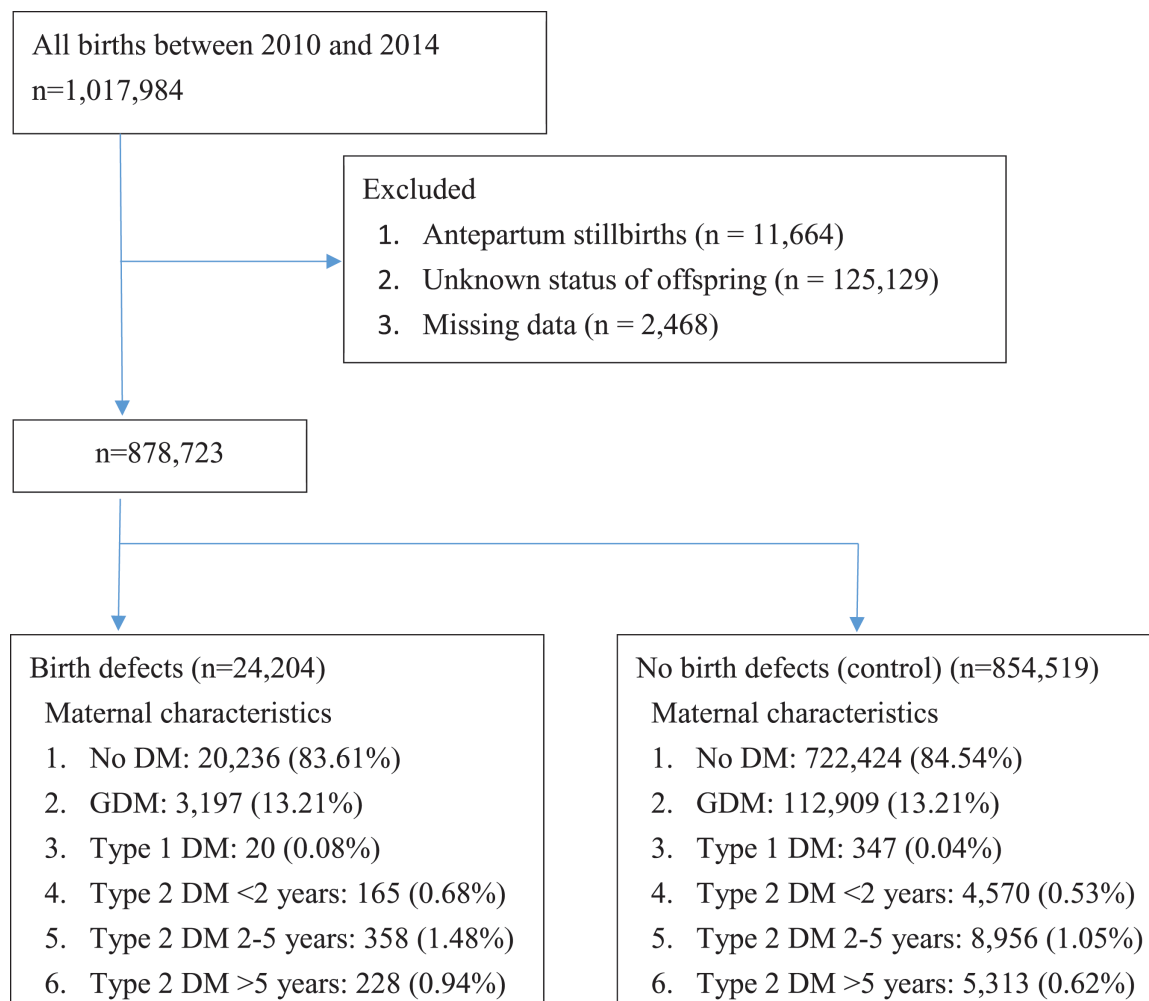 All births between 2010 and 2014
n=1,017,984
Excluded
1. Antepartum stillbirths (n = 11,664)
2. Unknown status of offspring (n = 125,129)
3. Missing data (n = 2,468)
n=878,723
Birth defects (n=24,204)
Maternal characteristics
1. No DM: 20,236 (83.61%)
2. GDM: 3,197 (13.21%)
3. Type 1 DM: 20 (0.08%)
4. Type 2 DM <2 years: 165 (0.68%)
5. Type 2 DM 2-5 years: 358 (1.48%)
6. Type 2 DM >5 years: 228 (0.94%)
No birth defects (control) (n=854,519)
Maternal characteristics
1. No DM: 722,424 (84.54%)
2. GDM: 112,909 (13.21%)
3. Type 1 DM: 347 (0.04%)
4. Type 2 DM <2 years: 4,570 (0.53%)
5. Type 2 DM 2-5 years: 8,956 (1.05%)
6. Type 2 DM >5 years: 5,313 (0.62%)